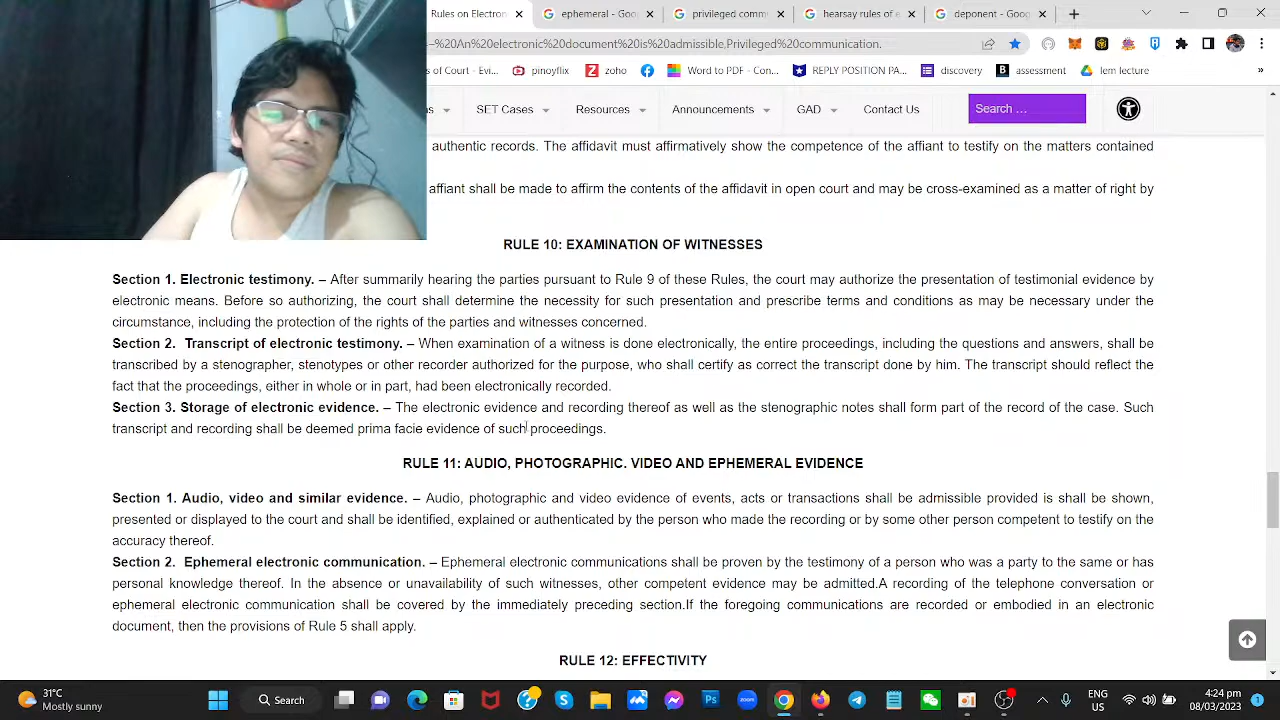 Rules on Electron
ephemeral - Goo
privileged comm
hearsay rules of e
deponent - Goog
– An%20electronic%20document%20is%20admissible,Privileged%20communication.
s of Court - Evi...
pinoyflix
zoho
Word to PDF - Con...
REPLY POSITION PA...
discovery
assessment
lem lecture
SET Cases
Resources
Announcements
GAD
Contact Us
Search ...
authentic records. The affidavit must affirmatively show the competence of the affiant to testify on the matters contained
affiant shall be made to affirm the contents of the affidavit in open court and may be cross-examined as a matter of right by
RULE 10: EXAMINATION OF WITNESSES
Section 1. Electronic testimony. – After summarily hearing the parties pursuant to Rule 9 of these Rules, the court may authorize the presentation of testimonial evidence by
electronic means. Before so authorizing, the court shall determine the necessity for such presentation and prescribe terms and conditions as may be necessary under the
circumstance, including the protection of the rights of the parties and witnesses concerned.
Section 2. Transcript of electronic testimony. – When examination of a witness is done electronically, the entire proceedings, including the questions and answers, shall be
transcribed by a stenographer, stenotypes or other recorder authorized for the purpose, who shall certify as correct the transcript done by him. The transcript should reflect the
fact that the proceedings, either in whole or in part, had been electronically recorded.
Section 3. Storage of electronic evidence. – The electronic evidence and recording thereof as well as the stenographic notes shall form part of the record of the case. Such
transcript and recording shall be deemed prima facie evidence of such proceedings.
RULE 11: AUDIO, PHOTOGRAPHIC. VIDEO AND EPHEMERAL EVIDENCE
Section 1. Audio, video and similar evidence. – Audio, photographic and video evidence of events, acts or transactions shall be admissible provided is shall be shown,
presented or displayed to the court and shall be identified, explained or authenticated by the person who made the recording or by some other person competent to testify on the
accuracy thereof.
Section 2. Ephemeral electronic communication. – Ephemeral electronic communications shall be proven by the testimony of a person who was a party to the same or has
personal knowledge thereof. In the absence or unavailability of such witnesses, other competent evidence may be admitted.A recording of the telephone conversation or
ephemeral electronic communication shall be covered by the immediately preceding section.If the foregoing communications are recorded or embodied in an electronic
document, then the provisions of Rule 5 shall apply.
RULE 12: EFFECTIVITY
31°C
Mostly sunny
Search
ENG
US
4:24 pm
08/03/2023